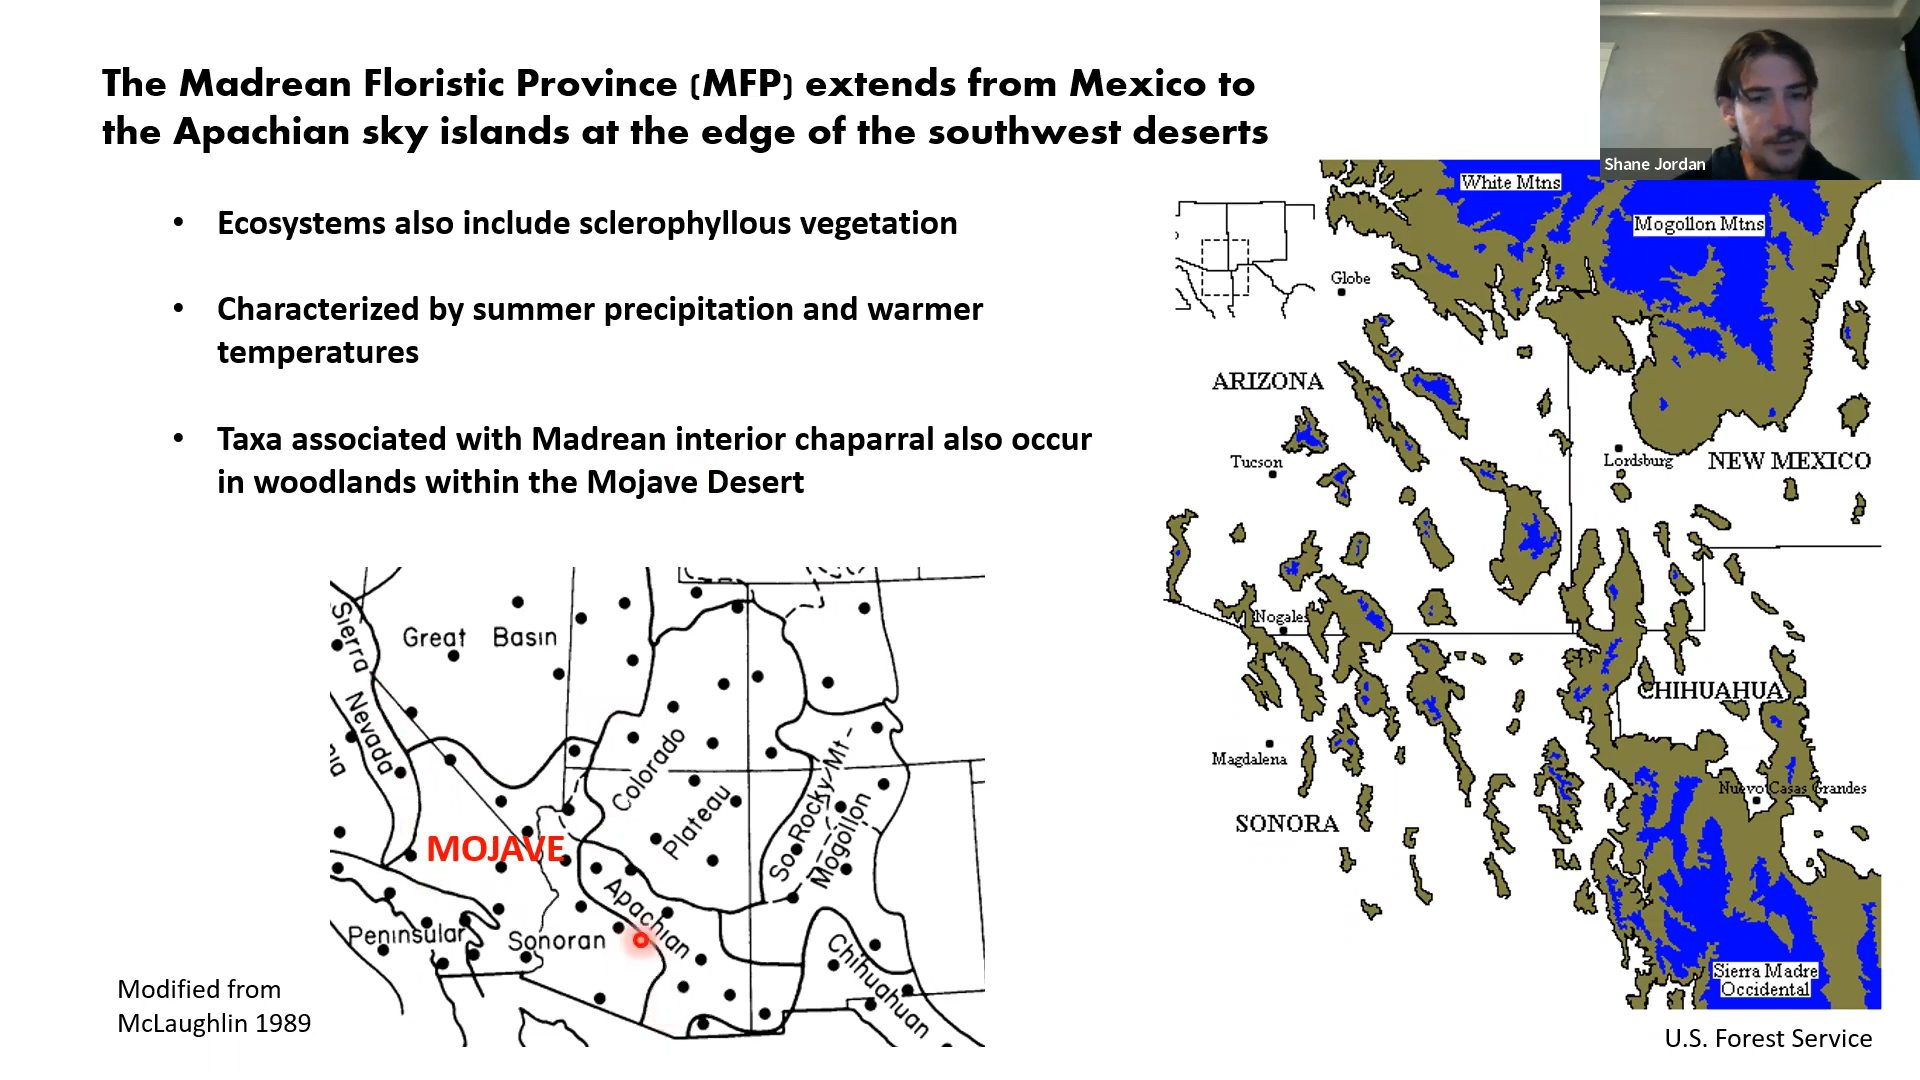 The Madrean Floristic Province (MFP) extends from Mexico to
the Apachian sky islands at the edge of the southwest deserts
Shane Jordan
• Ecosystems also include sclerophyllous vegetation
• Characterized by summer precipitation and warmer
temperatures
• Taxa associated with Madrean interior chaparral also occur
in woodlands within the Mojave Desert
White Mtns
Mogollon Mtns
Globe
ARIZONA
Tucson
Lordsburg
NEW MEXICO
Nogales
CHIHUAHUA
Magdalena
Nuevo Casas Grandes
SONORA
Sierra Madre
Occidental
U.S. Forest Service
Sierra Nevada
Great Basin
Colorado Plateau
So. Rocky Mt-
Mogollon
MOJAVE
Apachian
Peninsular
Sonoran
Chihuahuan
Modified from
McLaughlin 1989